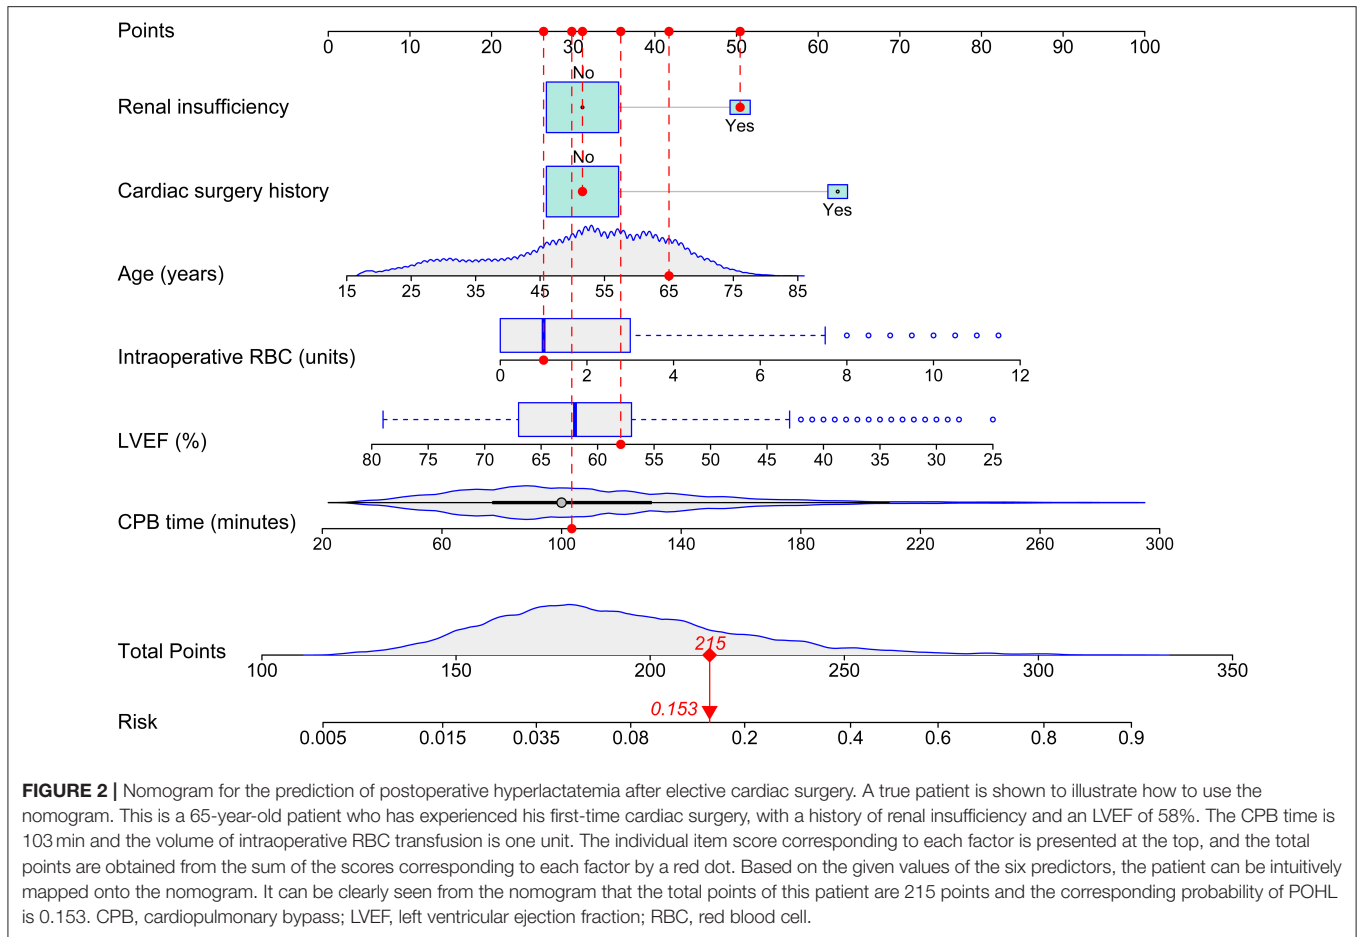 Points
0 10 20 30 40 50 60 70 80 90 100
No
Renal insufficiency
Yes
No
Cardiac surgery history
Yes
Age (years)
15 25 35 45 55 65 75 85
Intraoperative RBC (units)
0 2 4 6 8 10 12
LVEF (%)
80 75 70 65 60 55 50 45 40 35 30 25
CPB time (minutes)
20 60 100 140 180 220 260 300
215
Total Points
100 150 200 250 300 350
0.153
Risk
0.005 0.015 0.035 0.08 0.2 0.4 0.6 0.8 0.9
FIGURE 2 | Nomogram for the prediction of postoperative hyperlactatemia after elective cardiac surgery. A true patient is shown to illustrate how to use the
nomogram. This is a 65-year-old patient who has experienced his first-time cardiac surgery, with a history of renal insufficiency and an LVEF of 58%. The CPB time is
103 min and the volume of intraoperative RBC transfusion is one unit. The individual item score corresponding to each factor is presented at the top, and the total
points are obtained from the sum of the scores corresponding to each factor by a red dot. Based on the given values of the six predictors, the patient can be intuitively
mapped onto the nomogram. It can be clearly seen from the nomogram that the total points of this patient are 215 points and the corresponding probability of POHL
is 0.153. CPB, cardiopulmonary bypass; LVEF, left ventricular ejection fraction; RBC, red blood cell.